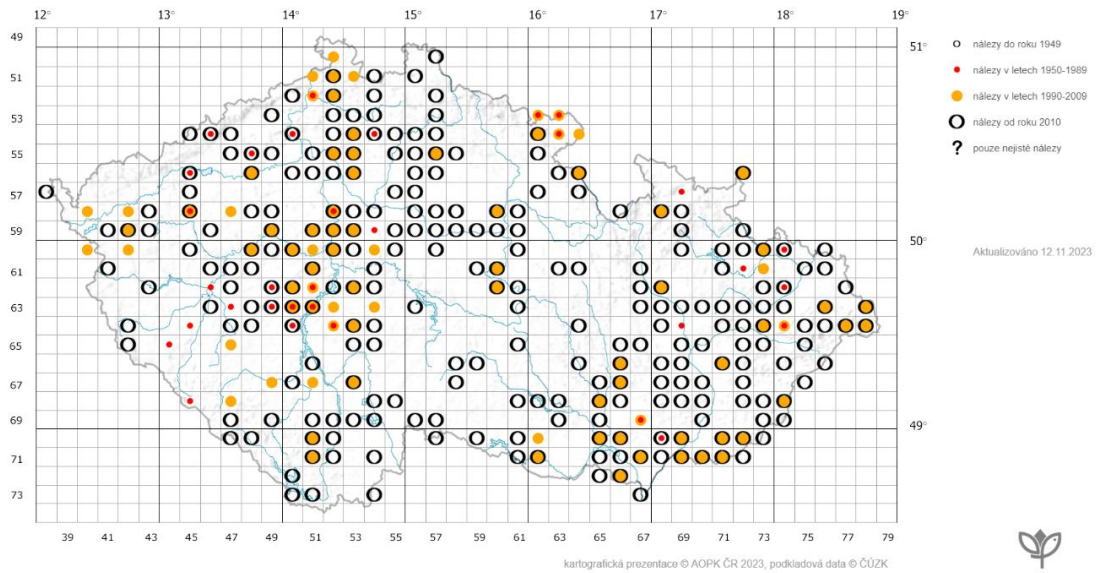 12° 13° 14° 15° 16° 17° 18° 19°
49
51°
nálezy do roku 1949
51
nálezy v letech 1950-1989
nálezy v letech 1990-2009
53
nálezy od roku 2010
55
? pouze nejisté nálezy
57
59
50°
Aktualizováno 12.11.2023
61
63
65
67
69
49°
71
73
39 41 43 45 47 49 51 53 55 57 59 61 63 65 67 69 71 73 75 77 79
kartografická prezentace © AOPK ČR 2023, podkladová data © ČÚZK